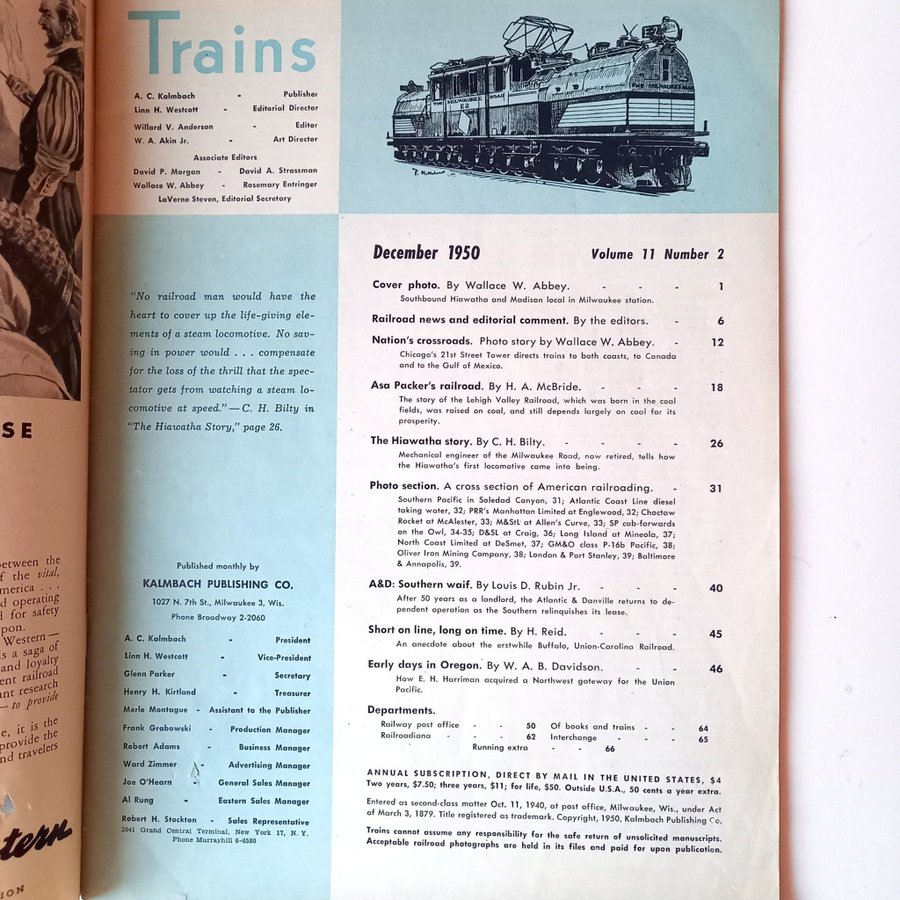 Trains
A. C. Kalmbach - Publisher
Linn H. Westcott - Editorial Director
Willard V. Anderson - Editor
W. A. Akin Jr. - Art Director
Associate Editors
David P. Morgan - David A. Strassman
Wallace W. Abbey - Rosemary Entringer
LaVerne Steven, Editorial Secretary
THE MILWAUKEE ROAD
E2
E2
THE MILWAUKEE
"No railroad man would have the
heart to cover up the life-giving ele-
ments of a steam locomotive. No sav-
ing in power would . . . compensate
for the loss of the thrill that the spec-
tator gets from watching a steam lo-
comotive at speed."—C. H. Bilty in
"The Hiawatha Story," page 26.
Published monthly by
KALMBACH PUBLISHING CO.
1027 N. 7th St., Milwaukee 3, Wis.
Phone Broadway 2-2060
A. C. Kalmbach - President
Linn H. Westcott - Vice-President
Glenn Parker - Secretary
Henry H. Kirtland - Treasurer
Merle Montague - Assistant to the Publisher
Frank Grabowski - Production Manager
Robert Adams - Business Manager
Ward Zimmer - Advertising Manager
Joe O'Hearn - General Sales Manager
Al Rung - Eastern Sales Manager
Robert H. Stockton - Sales Representative
2041 Grand Central Terminal, New York 17, N. Y.
Phone Murrayhill 6-6580
December 1950 Volume 11 Number 2
Cover photo. By Wallace W. Abbey. - - - 1
Southbound Hiawatha and Madison local in Milwaukee station.
Railroad news and editorial comment. By the editors. - 6
Nation's crossroads. Photo story by Wallace W. Abbey. - 12
Chicago's 21st Street Tower directs trains to both coasts, to Canada
and to the Gulf of Mexico.
Asa Packer's railroad. By H. A. McBride. - - - 18
The story of the Lehigh Valley Railroad, which was born in the coal
fields, was raised on coal, and still depends largely on coal for its
prosperity.
The Hiawatha story. By C. H. Bilty. - - - - 26
Mechanical engineer of the Milwaukee Road, now retired, tells how
the Hiawatha's first locomotive came into being.
Photo section. A cross section of American railroading. - 31
Southern Pacific in Soledad Canyon, 31; Atlantic Coast Line diesel
taking water, 32; PRR's Manhattan Limited at Englewood, 32; Choctaw
Rocket at McAlester, 33; M&StL at Allen's Curve, 33; SP cab-forwards
on the Owl, 34-35; D&SL at Craig, 36; Long Island at Mineola, 37;
North Coast Limited at DeSmet, 37; GM&O class P-16b Pacific, 38;
Oliver Iron Mining Company, 38; London & Port Stanley, 39; Baltimore
& Annapolis, 39.
A&D: Southern waif. By Louis D. Rubin Jr. - - - 40
After 50 years as a landlord, the Atlantic & Danville returns to de-
pendent operation as the Southern relinquishes its lease.
Short on line, long on time. By H. Reid. - - - 45
An anecdote about the erstwhile Buffalo, Union-Carolina Railroad.
Early days in Oregon. By W. A. B. Davidson. - - 46
How E. H. Harriman acquired a Northwest gateway for the Union
Pacific.
Departments.
Railway post office - - 50 Of books and trains - - 64
Railroadiana - - - 62 Interchange - - - 65
Running extra - - 66
ANNUAL SUBSCRIPTION, DIRECT BY MAIL IN THE UNITED STATES, $4
Two years, $7.50; three years, $11; for life, $50. Outside U.S.A., 50 cents a year extra.
Entered as second-class matter Oct. 11, 1940, at post office, Milwaukee, Wis., under Act
of March 3, 1879. Title registered as trademark. Copyright, 1950, Kalmbach Publishing Co.
Trains cannot assume any responsibility for the safe return of unsolicited manuscripts.
Acceptable railroad photographs are held in its files and paid for upon publication.
SE
between the
f the vital,
merica . . .
d operating
d for safety
pon.
Western—
is a saga of
and loyalty
ent railroad
ant research
—to provide
e, it is the
provide the
nd travelers
tern
ION